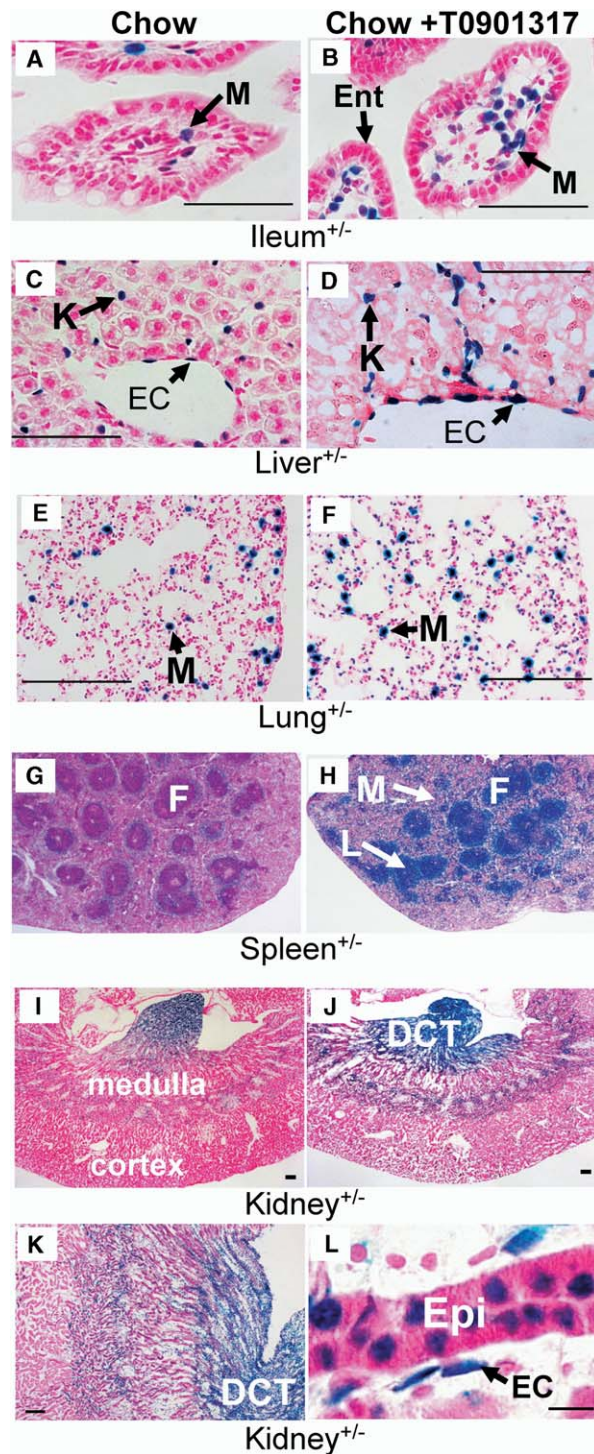 Chow Chow +T0901317
A B
M Ent M
Ileum+/-
C D
K K
EC EC
Liver+/-
E F
M M
Lung+/-
G H
F M F
L
Spleen+/-
I J
DCT
medulla
cortex
Kidney+/-
K L
Epi
DCT EC
Kidney+/-